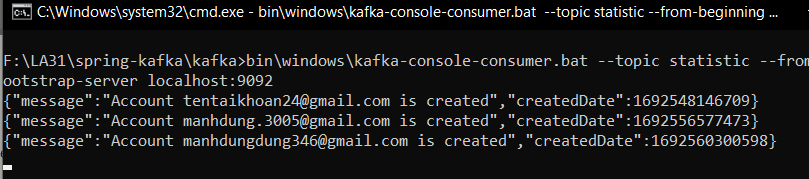 C:\Windows\system32\cmd.exe - bin\windows\kafka-console-consumer.bat --topic statistic --from-beginning ...
F:\LA31\spring-kafka\kafka>bin\windows\kafka-console-consumer.bat --topic statistic --from
ootstrap-server localhost:9092
{"message":"Account tentaikhoan24@gmail.com is created","createdDate":1692548146709}
{"message":"Account manhdung.3005@gmail.com is created","createdDate":1692556577473}
{"message":"Account manhdungdung346@gmail.com is created","createdDate":1692560300598}